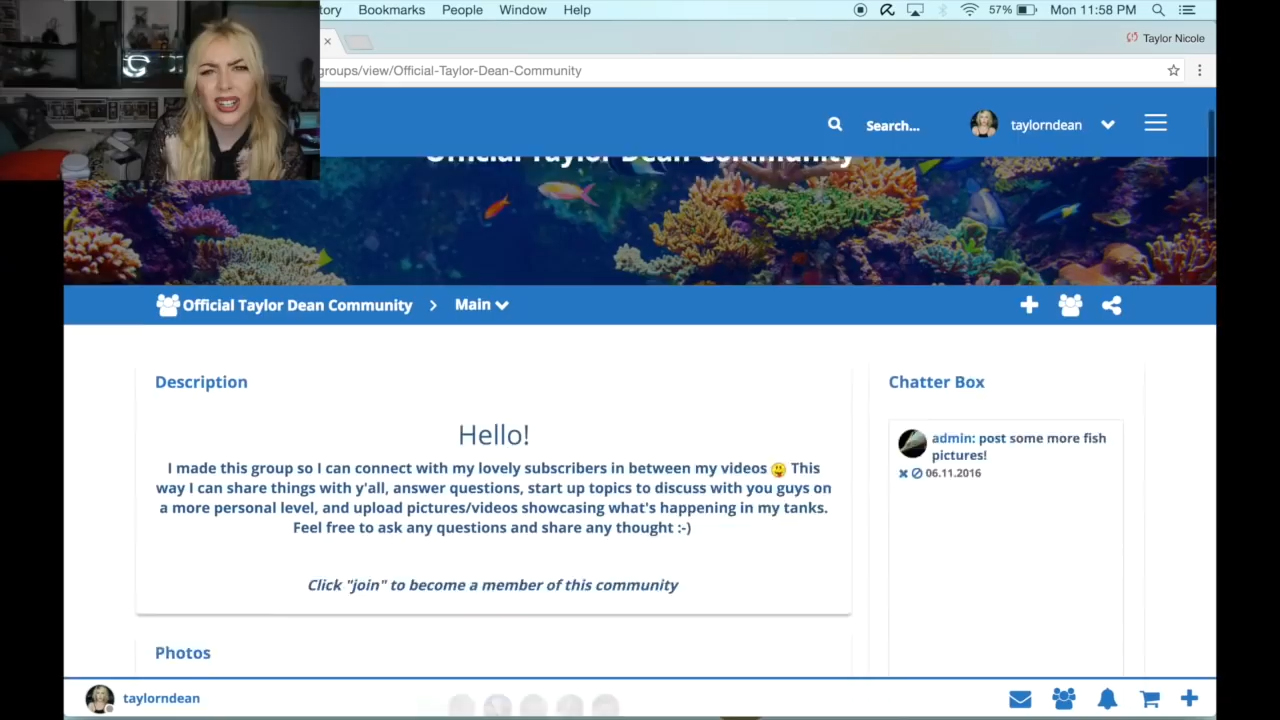 Bookmarks People Window Help
57% Mon 11:58 PM
Taylor Nicole
groups/view/Official-Taylor-Dean-Community
Search...
taylorndean
Official Taylor Dean Community
Official Taylor Dean Community
Main
Description
Hello!
I made this group so I can connect with my lovely subscribers in between my videos This
way I can share things with y'all, answer questions, start up topics to discuss with you guys on
a more personal level, and upload pictures/videos showcasing what's happening in my tanks.
Feel free to ask any questions and share any thought :-)
Click "join" to become a member of this community
Photos
Chatter Box
admin: post some more fish
pictures!
06.11.2016
taylorndean